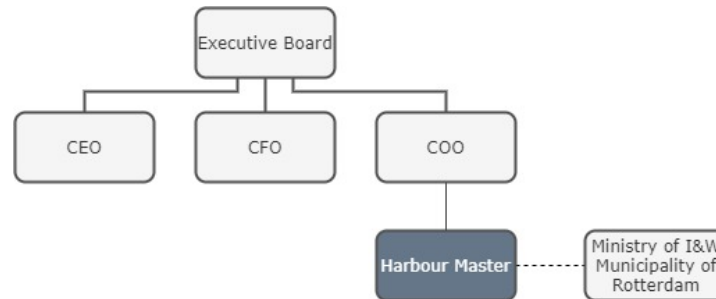 Executive Board
CEO
CFO
COO
Harbour Master
Ministry of I&W
Municipality of
Rotterdam